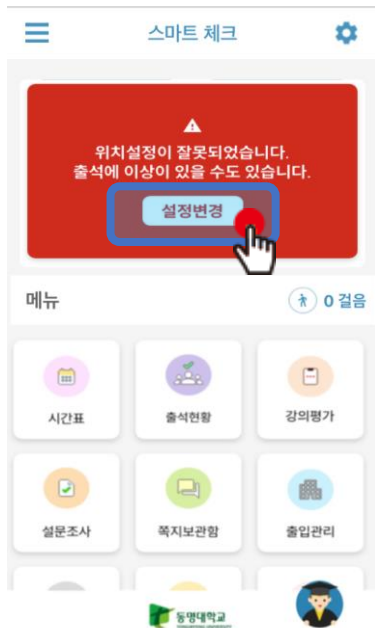 스마트 체크
위치설정이 잘못되었습니다.
출석에 이상이 있을 수도 있습니다.
설정변경
메뉴
0 걸음
시간표
출석현황
강의평가
설문조사
쪽지보관함
출입관리
동명대학교